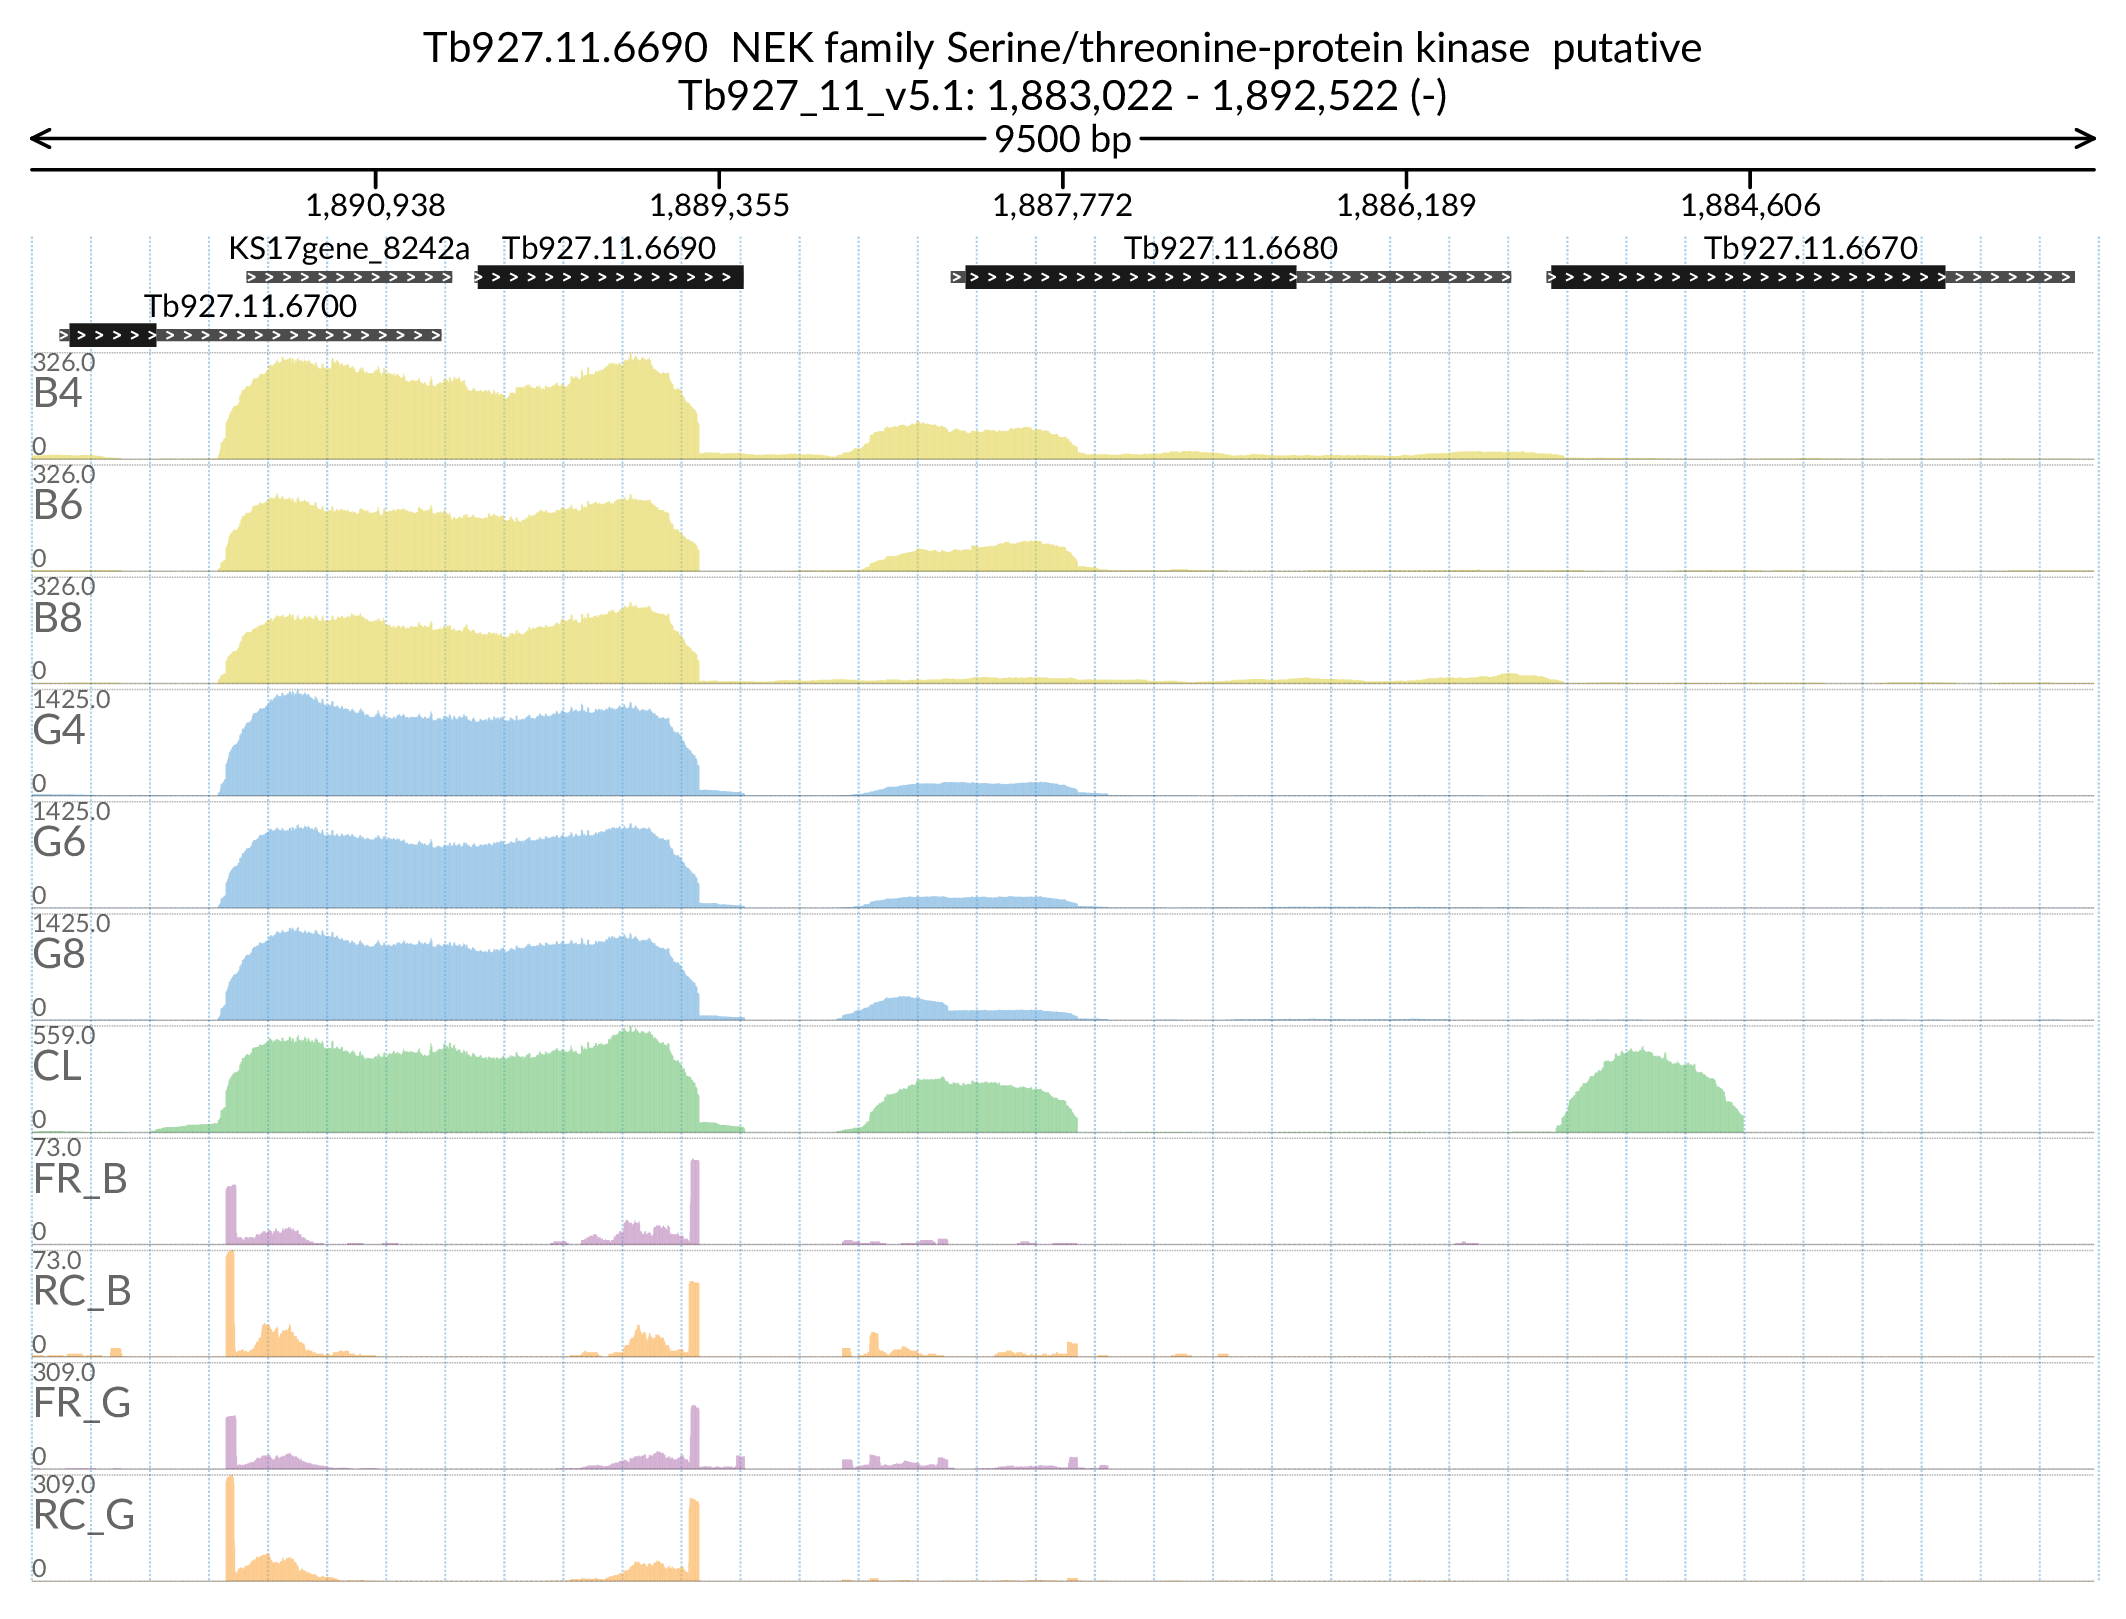 Tb927.11.6690  NEK family Serine/threonine-protein kinase  putative
Tb927_11_v5.1: 1,883,022 - 1,892,522 (-)
9500 bp
1,890,938 1,889,355 1,887,772 1,886,189 1,884,606
KS17gene_8242a Tb927.11.6690 Tb927.11.6680 Tb927.11.6670
Tb927.11.6700
326.0
B4
0
326.0
B6
0
326.0
B8
0
1425.0
G4
0
1425.0
G6
0
1425.0
G8
0
559.0
CL
0
73.0
FR_B
0
73.0
RC_B
0
309.0
FR_G
0
309.0
RC_G
0